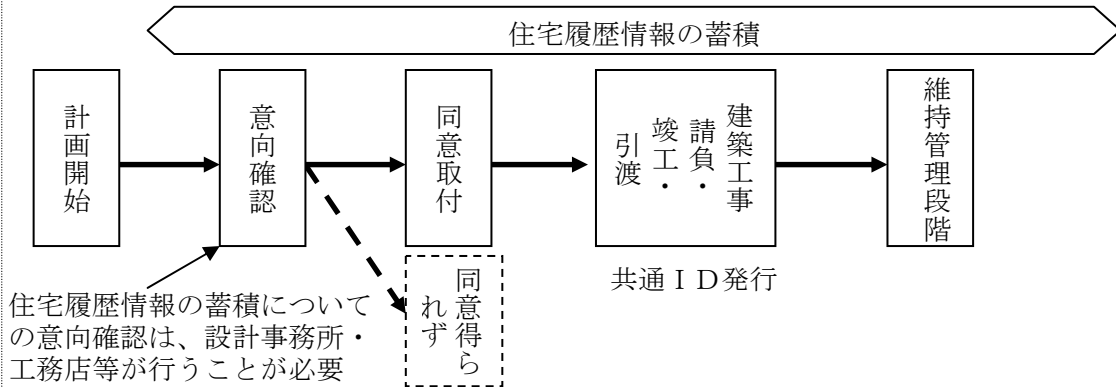 住宅履歴情報の蓄積
計画開始
意向確認
同意取付
建築工事
請負・
竣工・
引渡
維持管理段階
同意得ら
れず
共通ＩＤ発行
住宅履歴情報の蓄積について
の意向確認は、設計事務所・
工務店等が行うことが必要